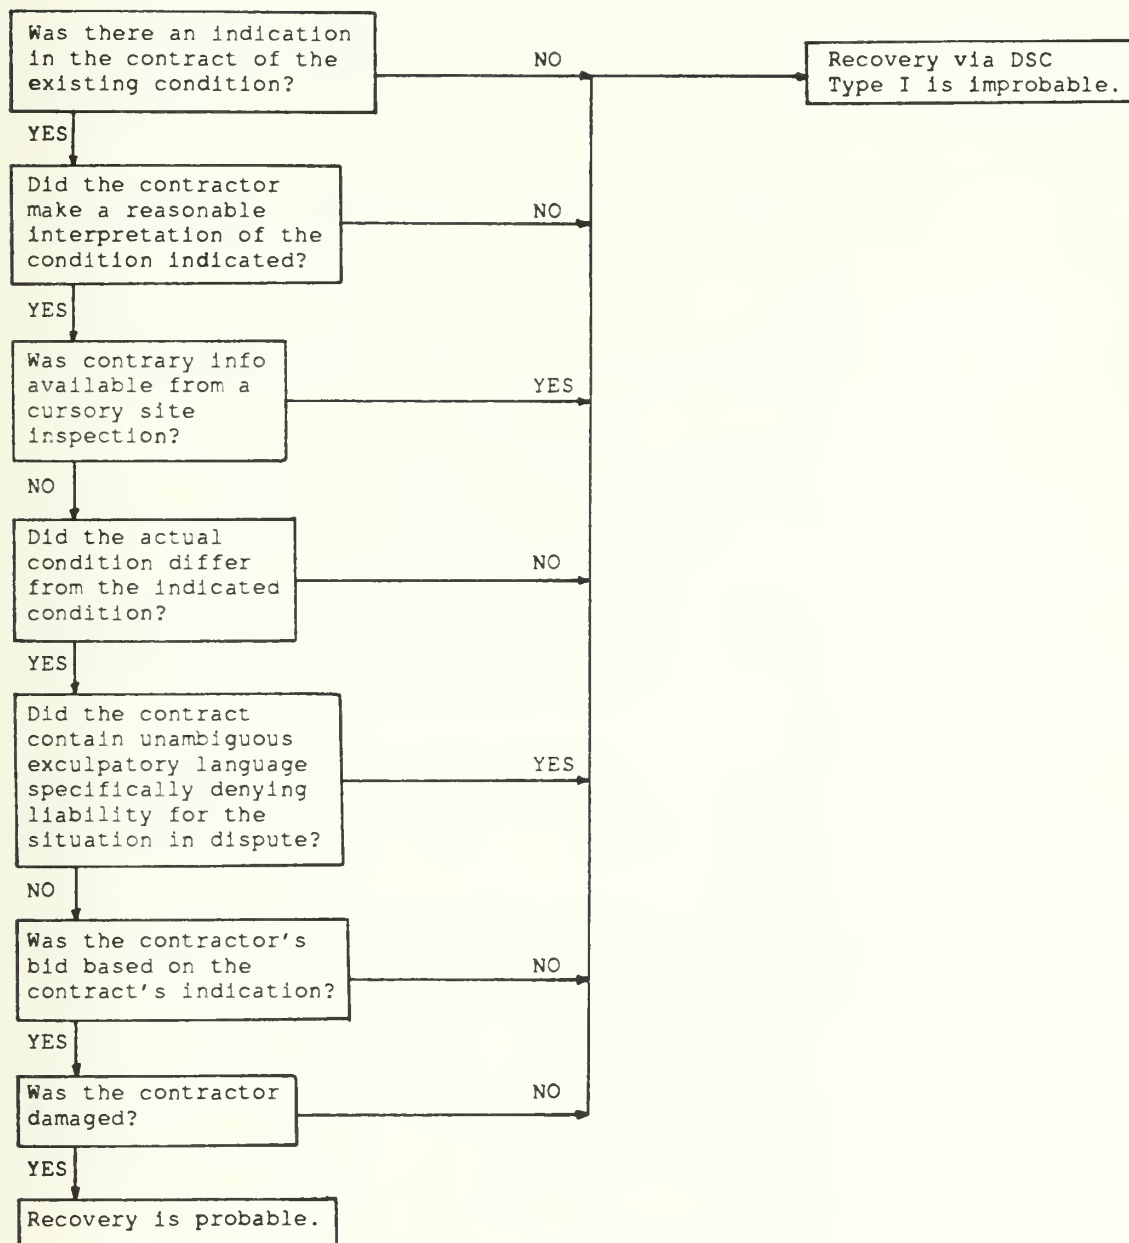 Was there an indication
in the contract of the
existing condition?
NO
Recovery via DSC
Type I is improbable.
YES
Did the contractor
make a reasonable
interpretation of the
condition indicated?
NO
YES
Was contrary info
available from a
cursory site
inspection?
YES
NO
Did the actual
condition differ
from the indicated
condition?
NO
YES
Did the contract
contain unambiguous
exculpatory language
specifically denying
liability for the
situation in dispute?
YES
NO
Was the contractor's
bid based on the
contract's indication?
NO
YES
Was the contractor
damaged?
NO
YES
Recovery is probable.